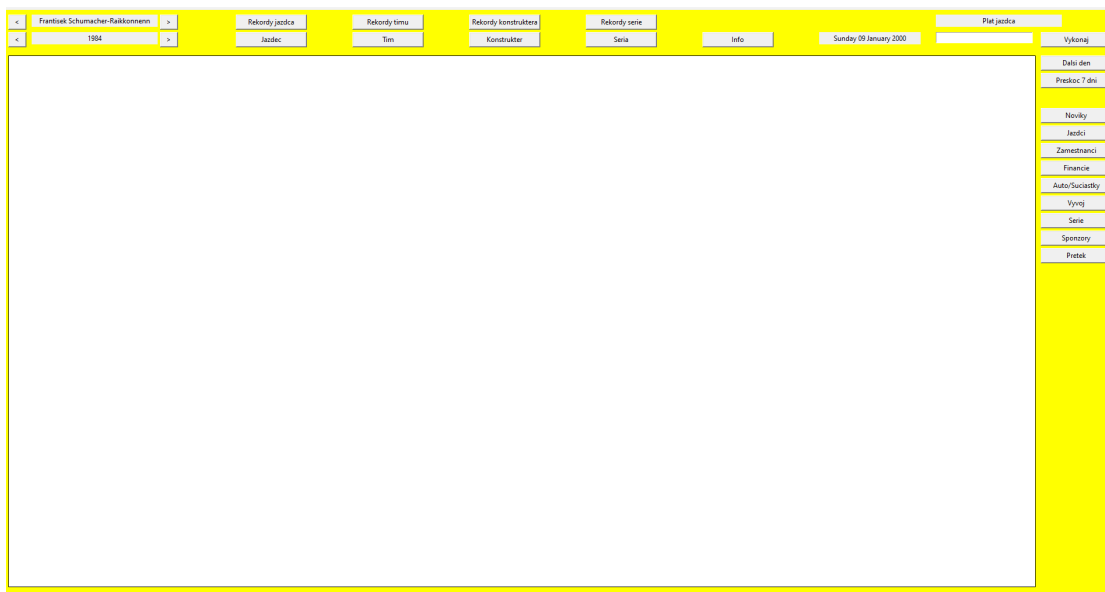 < Frantisek Schumacher-Raikkonnenn > Rekordy jazdca Rekordy timu Rekordy konstruktera Rekordy serie Plat jazdca
< 1984 > Jazdec Tim Konstrukter Seria Info Sunday 09 January 2000 Vykonaj
Dalsi den
Preskoc 7 dni
Noviky
Jazdci
Zamestnanci
Financie
Auto/Suciastky
Vyvoj
Serie
Sponzory
Pretek